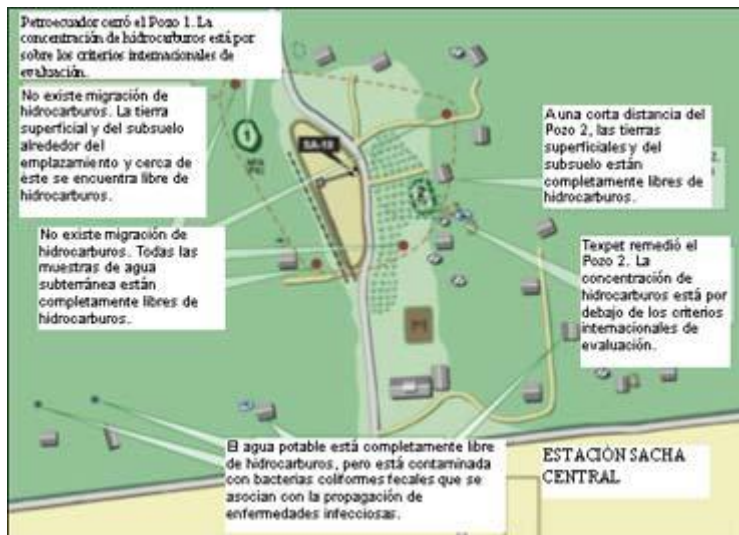 Petroecuador cerró el Pozo 1. La
concentración de hidrocarburos está por
sobre los criterios internacionales de
evaluación.
No existe migración de
hidrocarburos. La tierra
superficial y del subsuelo
alrededor del
emplazamiento y cerca de
éste se encuentra libre de
hidrocarburos.
No existe migración de
hidrocarburos. Todas las
muestras de agua
subterránea están
completamente libres de
hidrocarburos.
1
SA-18
A una corta distancia del
Pozo 2, las tierras
superficiales y del
subsuelo están
completamente libres de
hidrocarburos.
Texpet remedió el
Pozo 2. La
concentración de
hidrocarburos está por
debajo de los criterios
internacionales de
evaluación.
El agua potable está completamente libre
de hidrocarburos, pero está contaminada
con bacterias coliformes fecales que se
asocian con la propagación de
enfermedades infecciosas.
ESTACIÓN SACHA
CENTRAL